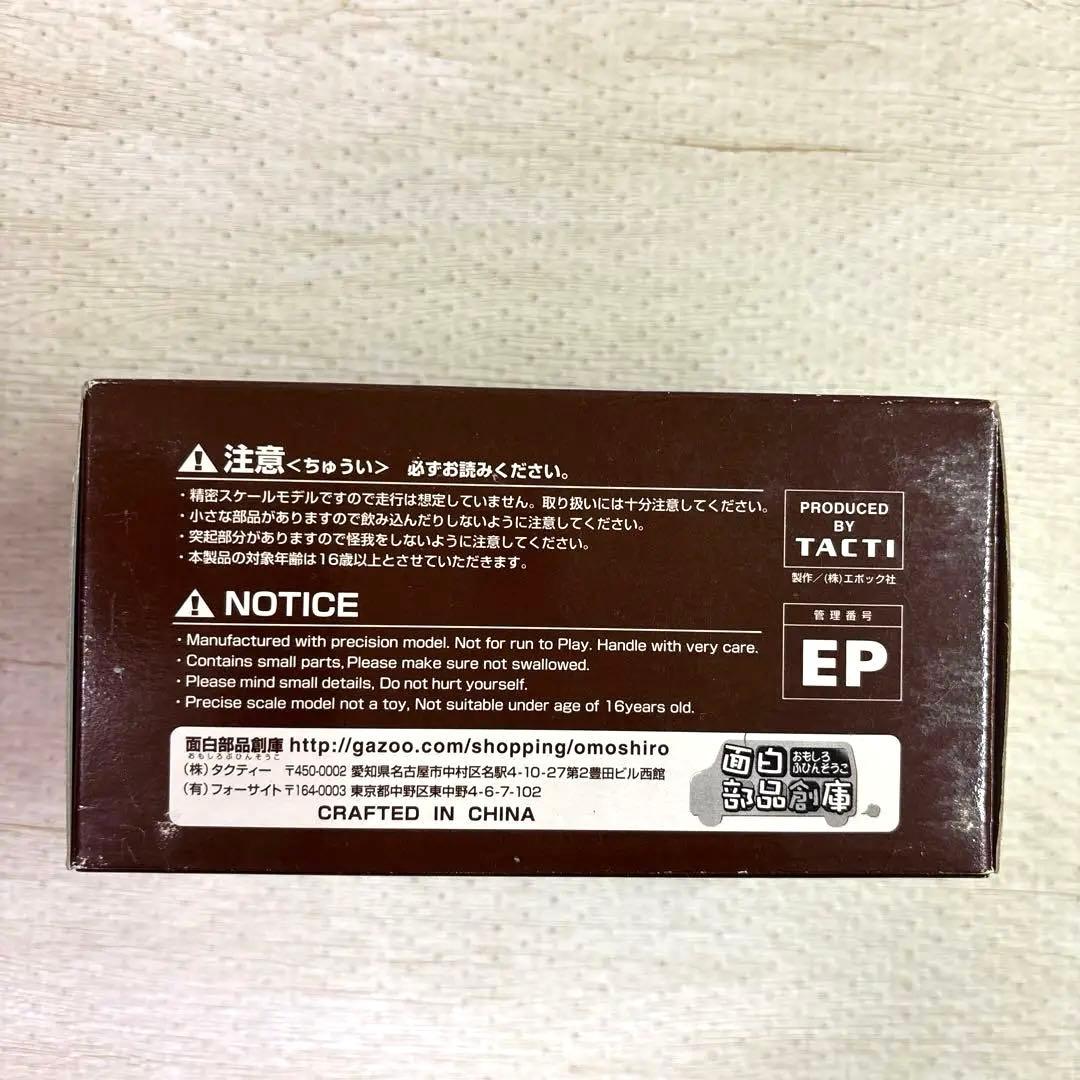 注意<ちゅうい> 必ずお読みください。
・精密スケールモデルですので走行は想定していません。取り扱いには十分注意してください。
・小さな部品がありますので飲み込んだりしないように注意してください。
・突起部分がありますので怪我をしないように注意してください。
・本製品の対象年齢は16歳以上とさせていただきます。
NOTICE
・Manufactured with precision model. Not for run to Play. Handle with very care.
・Contains small parts, Please make sure not swallowed.
・Please mind small details, Do not hurt yourself.
・Precise scale model not a toy, Not suitable under age of 16years old.
PRODUCED
BY
TACTI
製作／(株)エポック社
管理番号
EP
面白部品創庫 http://gazoo.com/shopping/omoshiro
おもしろぶひんそうこ
(株) タクティー 〒450-0002 愛知県名古屋市中村区名駅4-10-27第2豊田ビル西館
(有) フォーサイト 〒164-0003 東京都中野区東中野4-6-7-102
CRAFTED IN CHINA
面白 おもしろ
ぶひんそうこ
部品創庫